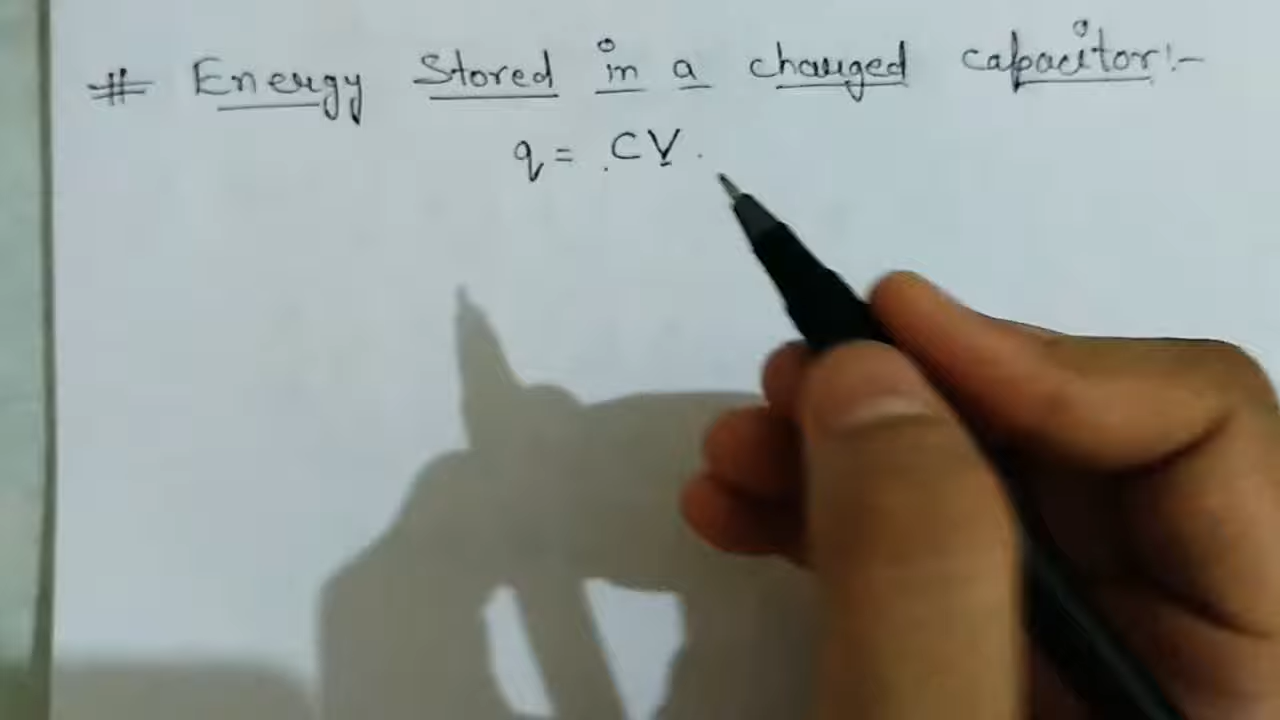 # Energy Stored in a charged capacitor:-
q = CV.